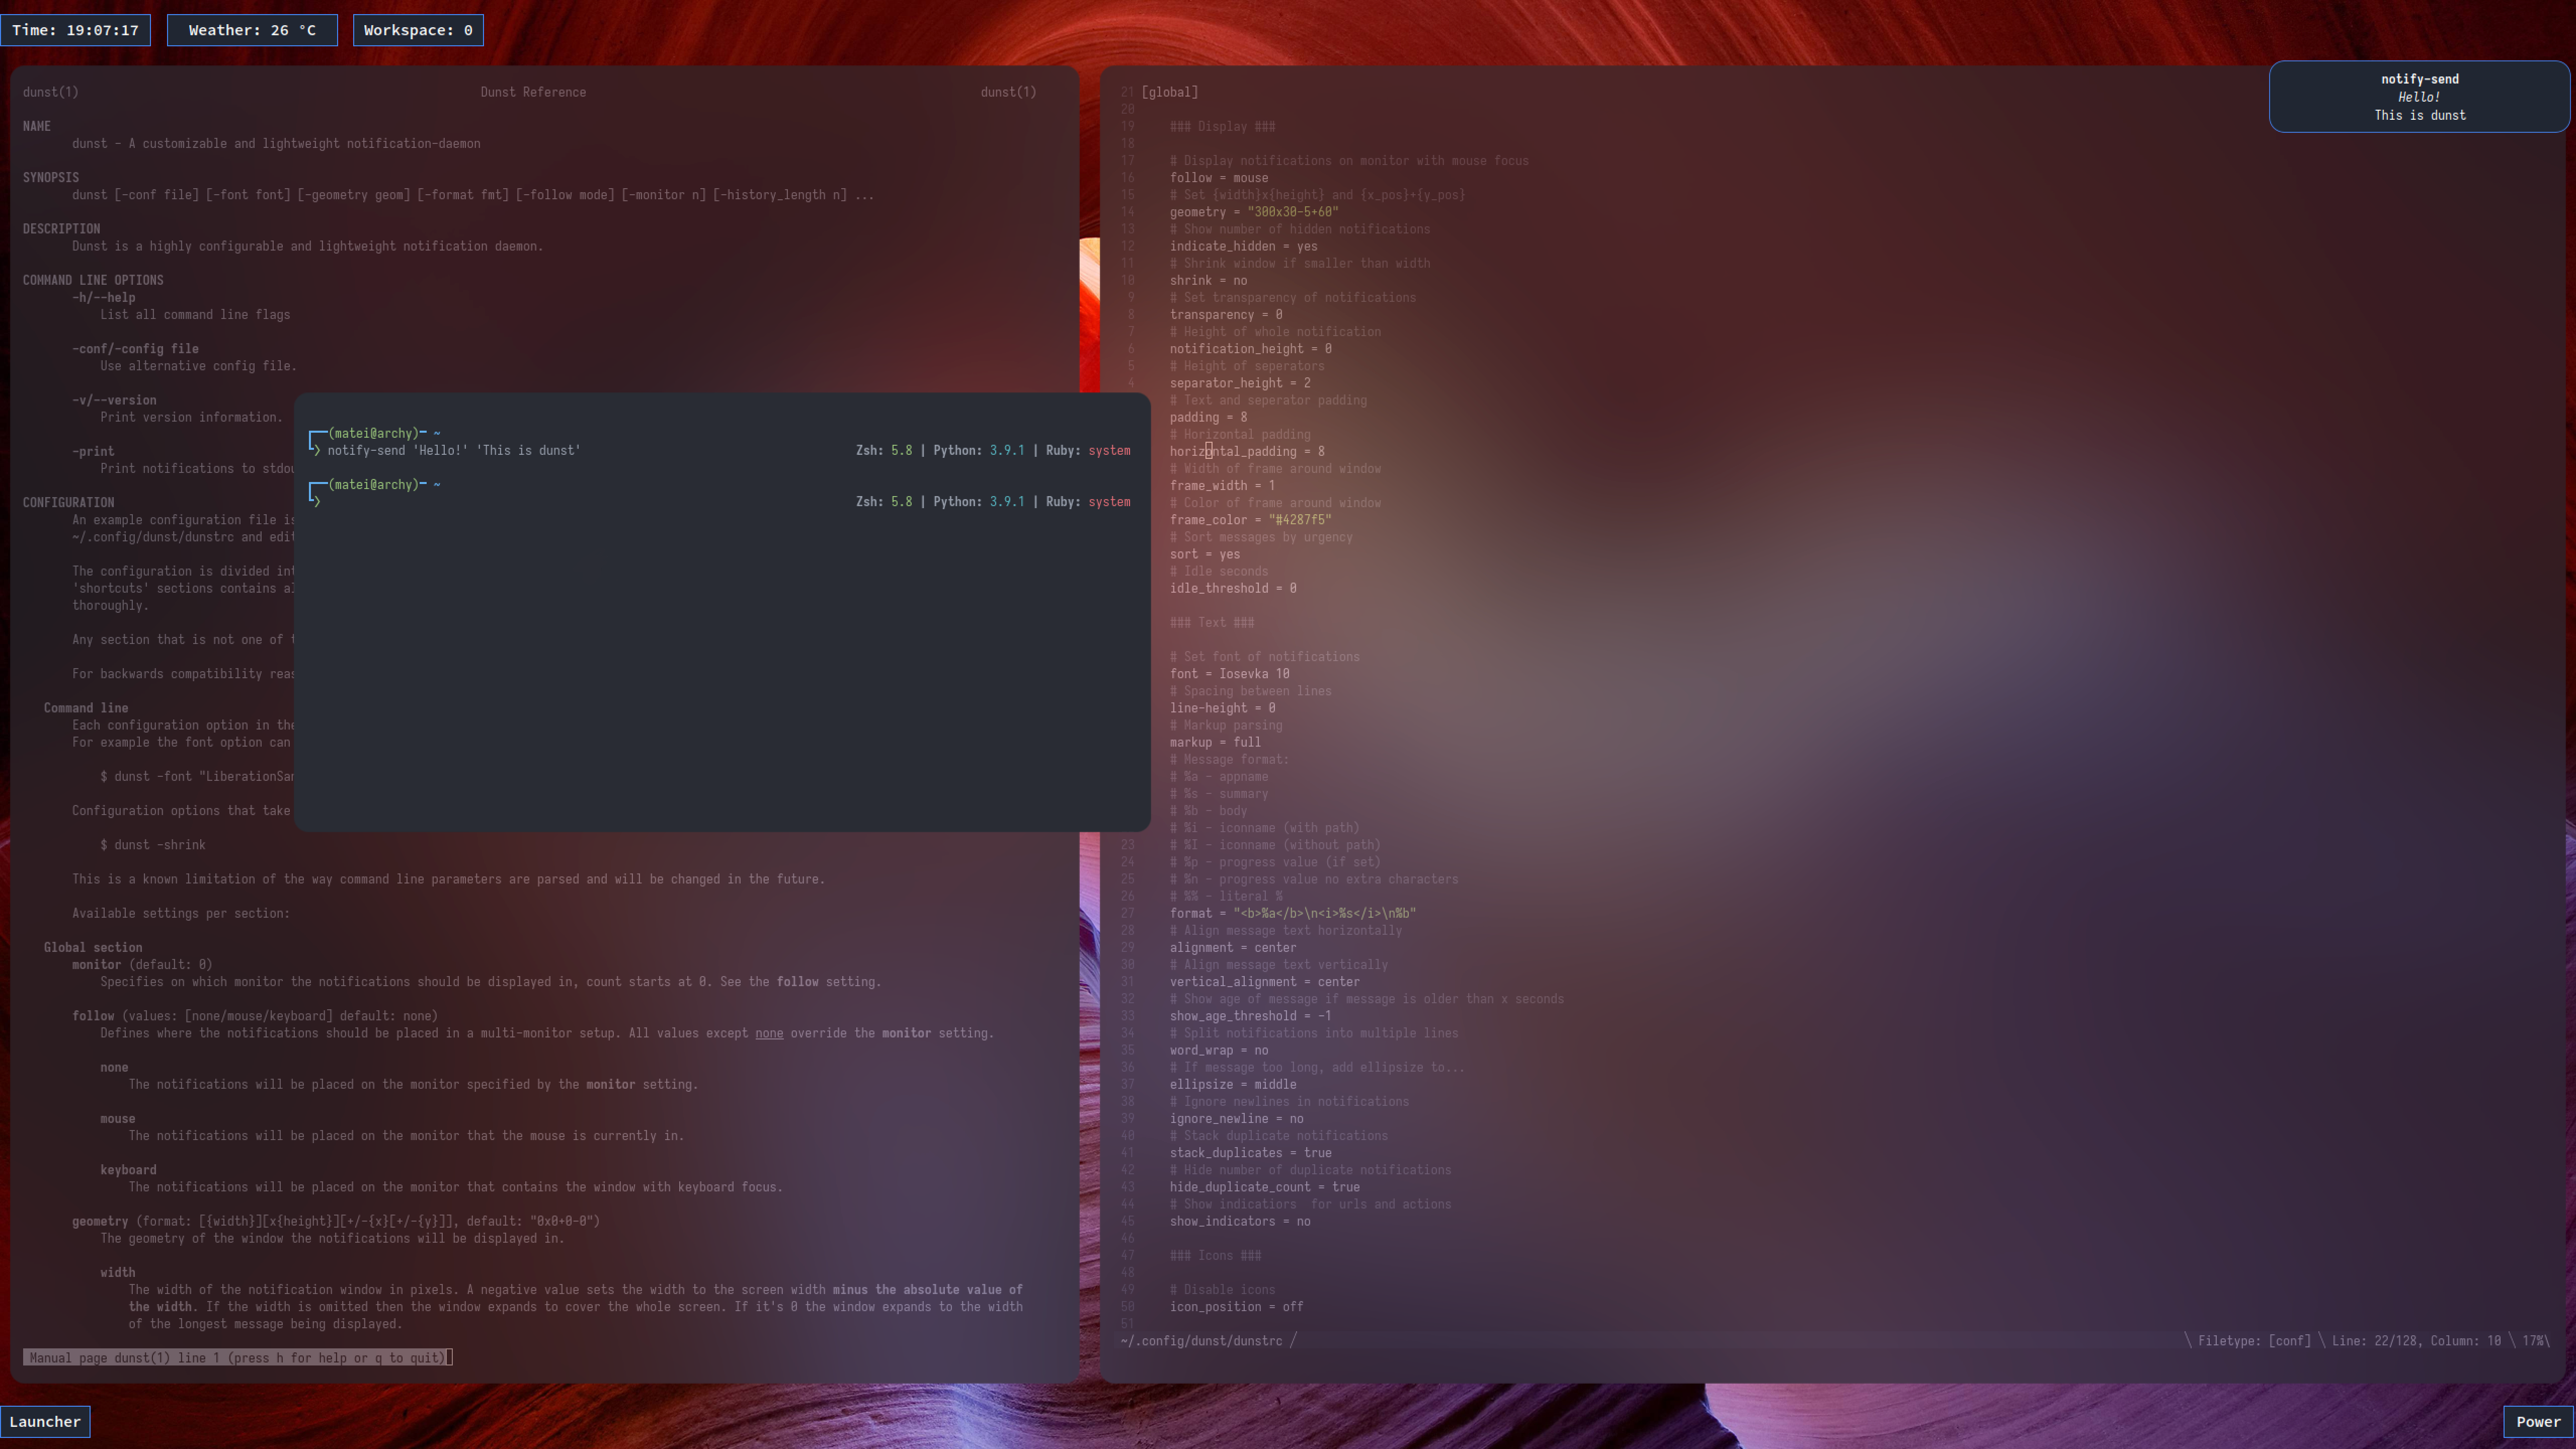 Time: 19:07:17
Weather: 26 °C
Workspace: 0
dunst(1) Dunst Reference dunst(1)
NAME
dunst - A customizable and lightweight notification-daemon
SYNOPSIS
dunst [-conf file] [-font font] [-geometry geom] [-format fmt] [-follow mode] [-monitor n] [-history_length n] ...
DESCRIPTION
Dunst is a highly configurable and lightweight notification daemon.
COMMAND LINE OPTIONS
-h/--help
List all command line flags
-conf/-config file
Use alternative config file.
-v/--version
Print version information.
-print
Print notifications to stdou
CONFIGURATION
An example configuration file is
~/.config/dunst/dunstrc and edit
The configuration is divided int
'shortcuts' sections contains al
thoroughly.
Any section that is not one of t
For backwards compatibility reas
Command line
Each configuration option in the
For example the font option can
$ dunst -font "LiberationSan
Configuration options that take
$ dunst -shrink
This is a known limitation of the way command line parameters are parsed and will be changed in the future.
Available settings per section:
Global section
monitor (default: 0)
Specifies on which monitor the notifications should be displayed in, count starts at 0. See the follow setting.
follow (values: [none/mouse/keyboard] default: none)
Defines where the notifications should be placed in a multi-monitor setup. All values except none override the monitor setting.
none
The notifications will be placed on the monitor specified by the monitor setting.
mouse
The notifications will be placed on the monitor that the mouse is currently in.
keyboard
The notifications will be placed on the monitor that contains the window with keyboard focus.
geometry (format: [{width}][x{height}][+/-{x}[+/-{y}]], default: "0x0+0-0")
The geometry of the window the notifications will be displayed in.
width
The width of the notification window in pixels. A negative value sets the width to the screen width minus the absolute value of
the width. If the width is omitted then the window expands to cover the whole screen. If it's 0 the window expands to the width
of the longest message being displayed.
Manual page dunst(1) line 1 (press h for help or q to quit)
┌──(matei@archy)- ~
└> notify-send 'Hello!' 'This is dunst' Zsh: 5.8 | Python: 3.9.1 | Ruby: system
┌──(matei@archy)- ~
└> Zsh: 5.8 | Python: 3.9.1 | Ruby: system
21 [global]
20
19 ### Display ###
18
17 # Display notifications on monitor with mouse focus
16 follow = mouse
15 # Set {width}x{height} and {x_pos}+{y_pos}
14 geometry = "300x30-5+60"
13 # Show number of hidden notifications
12 indicate_hidden = yes
11 # Shrink window if smaller than width
10 shrink = no
9 # Set transparency of notifications
8 transparency = 0
7 # Height of whole notification
6 notification_height = 0
5 # Height of seperators
4 separator_height = 2
# Text and seperator padding
padding = 8
# Horizontal padding
horizontal_padding = 8
# Width of frame around window
frame_width = 1
# Color of frame around window
frame_color = "#4287f5"
# Sort messages by urgency
sort = yes
# Idle seconds
idle_threshold = 0
### Text ###
# Set font of notifications
font = Iosevka 10
# Spacing between lines
line-height = 0
# Markup parsing
markup = full
# Message format:
# %a - appname
# %s - summary
# %b - body
# %i - iconname (with path)
23 # %I - iconname (without path)
24 # %p - progress value (if set)
25 # %n - progress value no extra characters
26 # %% - literal %
27 format = "<b>%a</b>\n<i>%s</i>\n%b"
28 # Align message text horizontally
29 alignment = center
30 # Align message text vertically
31 vertical_alignment = center
32 # Show age of message if message is older than x seconds
33 show_age_threshold = -1
34 # Split notifications into multiple lines
35 word_wrap = no
36 # If message too long, add ellipsize to...
37 ellipsize = middle
38 # Ignore newlines in notifications
39 ignore_newline = no
40 # Stack duplicate notifications
41 stack_duplicates = true
42 # Hide number of duplicate notifications
43 hide_duplicate_count = true
44 # Show indicatiors  for urls and actions
45 show_indicators = no
46
47 ### Icons ###
48
49 # Disable icons
50 icon_position = off
51
~/.config/dunst/dunstrc / \ Filetype: [conf] \ Line: 22/128, Column: 10 \ 17%\
notify-send
Hello!
This is dunst
Launcher
Power